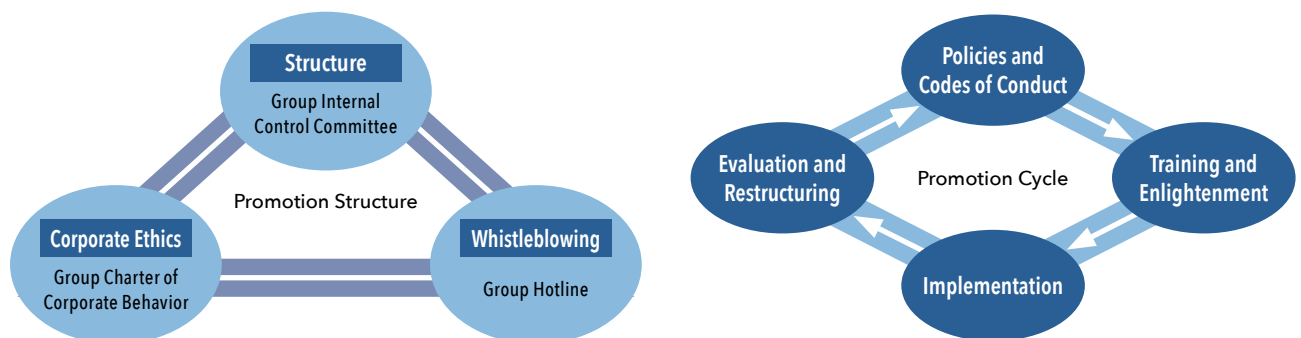 Structure
Group Internal
Control Committee
Promotion Structure
Corporate Ethics
Group Charter of
Corporate Behavior
Whistleblowing
Group Hotline
Policies and
Codes of Conduct
Evaluation and
Restructuring
Promotion Cycle
Training and
Enlightenment
Implementation